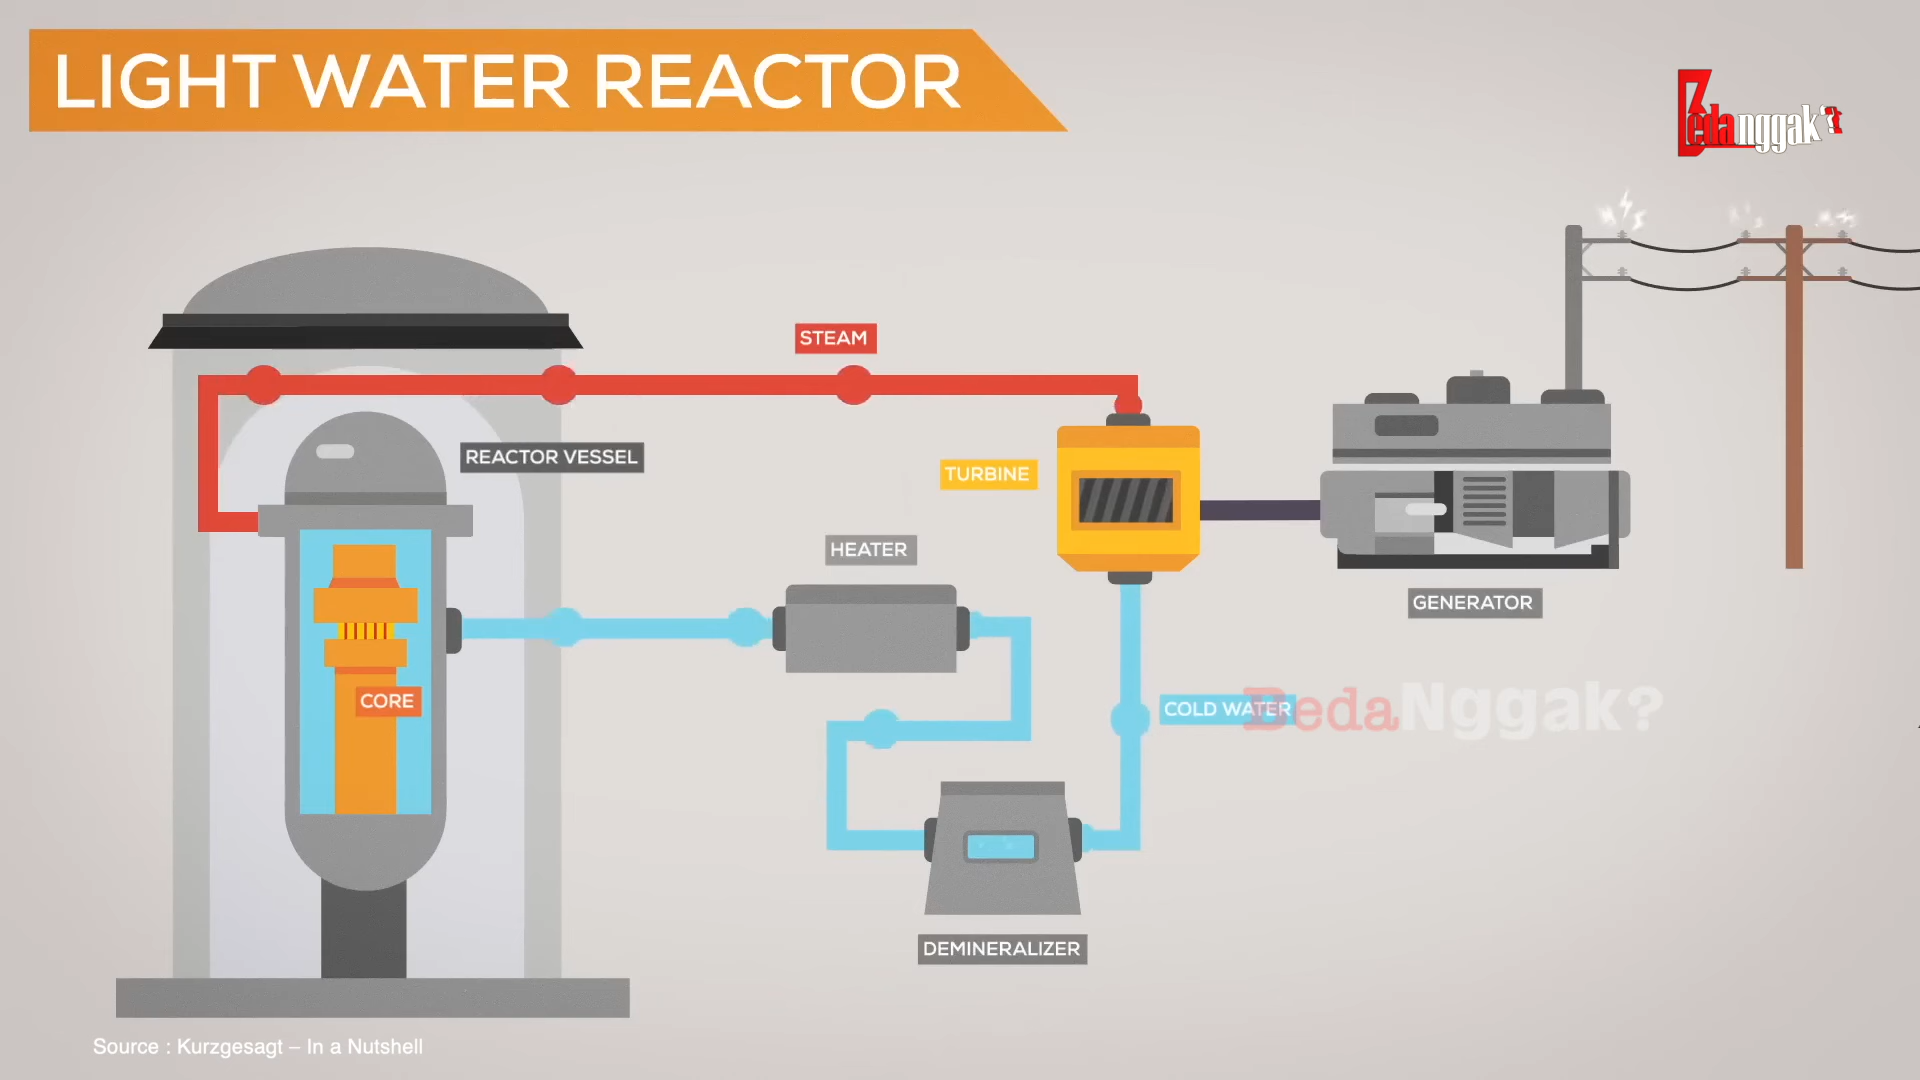 LIGHT WATER REACTOR
Bedanggak?
STEAM
REACTOR VESSEL
TURBINE
HEATER
GENERATOR
CORE
COLD WATER
BedaNggak?
DEMINERALIZER
Source : Kurzgesagt – In a Nutshell